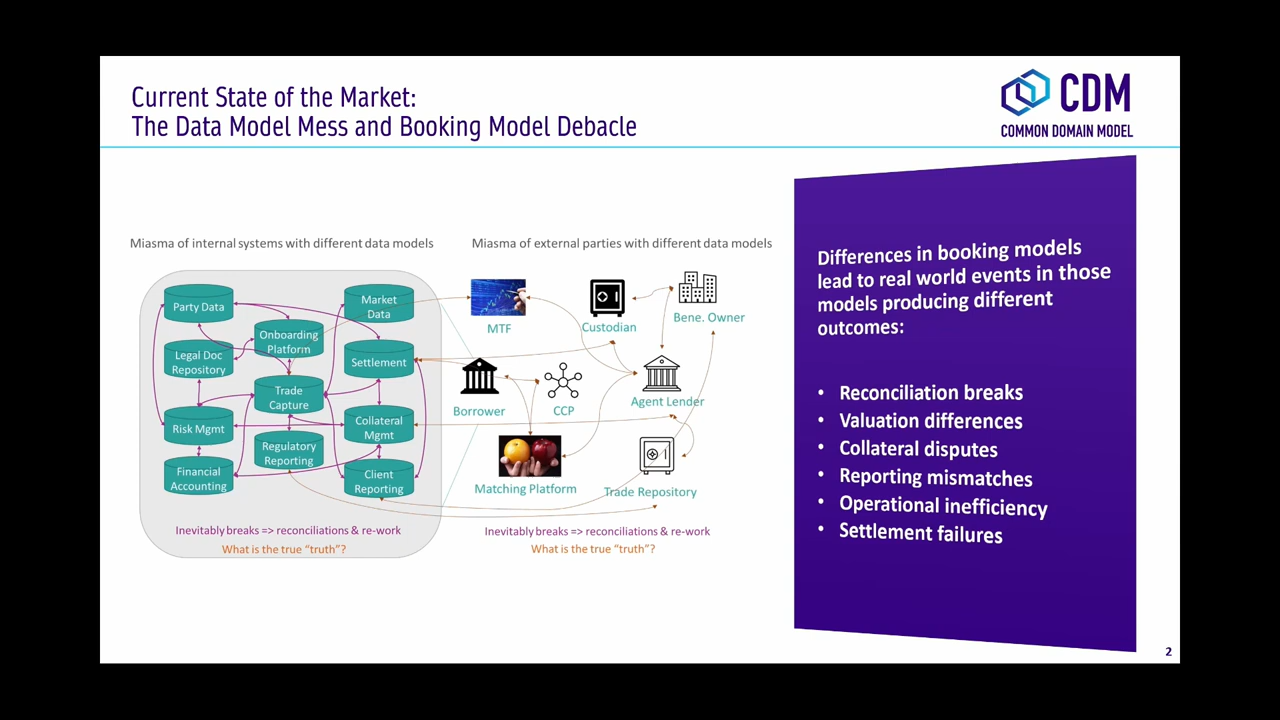 Current State of the Market:
The Data Model Mess and Booking Model Debacle
CDM
COMMON DOMAIN MODEL
Miasma of internal systems with different data models
Party Data
Market
Data
Onboarding
Platform
Legal Doc
Repository
Settlement
Trade
Capture
Risk Mgmt
Collateral
Mgmt
Regulatory
Reporting
Financial
Accounting
Client
Reporting
Inevitably breaks => reconciliations & re-work
What is the true “truth”?
Miasma of external parties with different data models
MTF
Custodian
Bene. Owner
Borrower
CCP
Agent Lender
Matching Platform
Trade Repository
Inevitably breaks => reconciliations & re-work
What is the true “truth”?
Differences in booking models
lead to real world events in those
models producing different
outcomes:
• Reconciliation breaks
• Valuation differences
• Collateral disputes
• Reporting mismatches
• Operational inefficiency
• Settlement failures
2